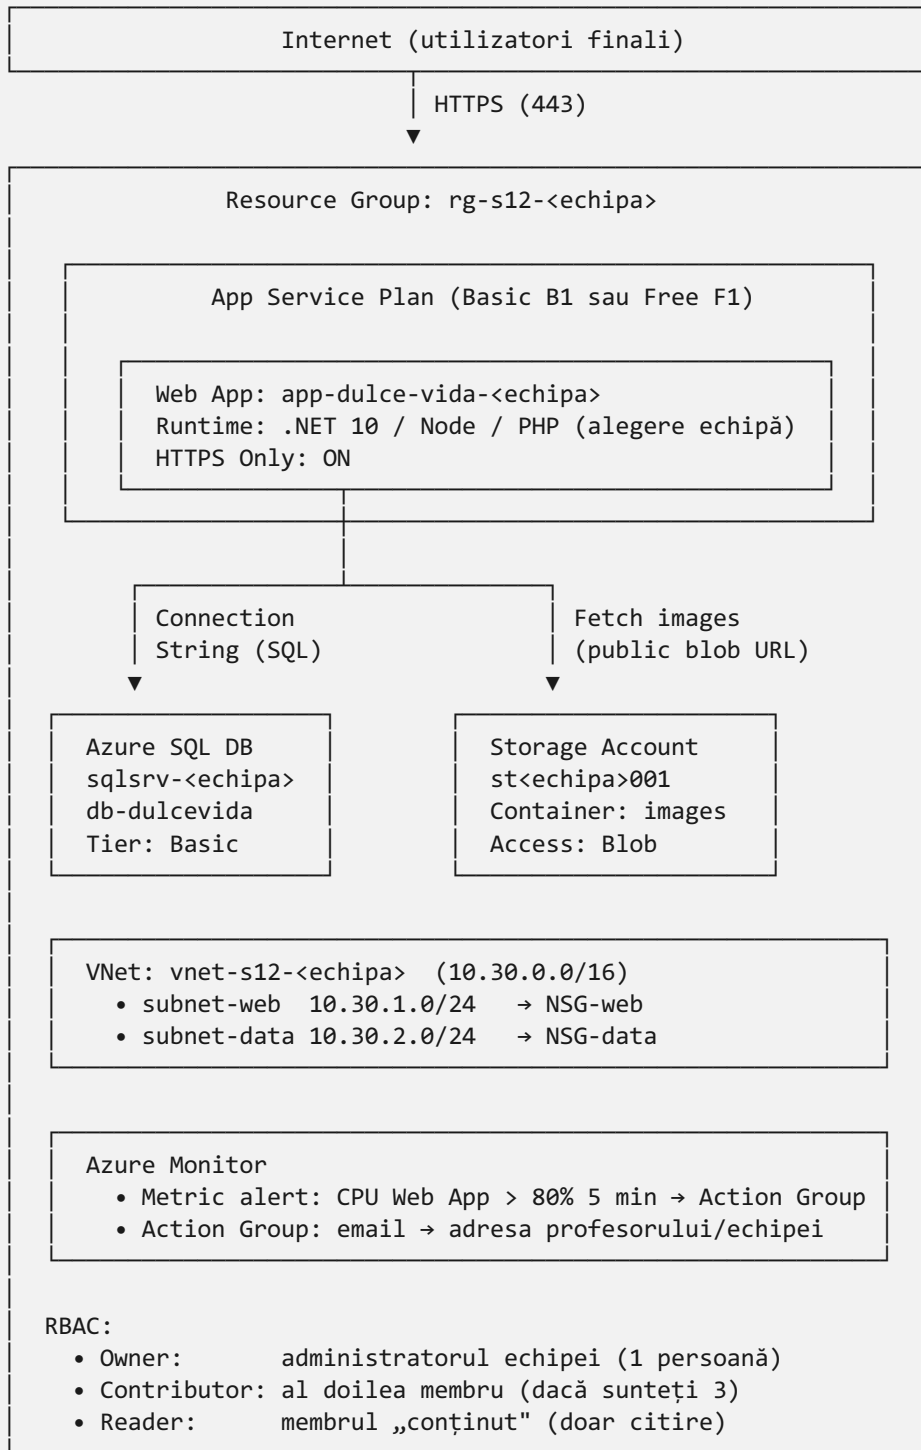 Internet (utilizatori finali)
HTTPS (443)
Resource Group: rg-s12-<echipa>
App Service Plan (Basic B1 sau Free F1)
Web App: app-dulce-vida-<echipa>
Runtime: .NET 10 / Node / PHP (alegere echipă)
HTTPS Only: ON
Connection
String (SQL)
Fetch images
(public blob URL)
Azure SQL DB
sqlsrv-<echipa>
db-dulcevida
Tier: Basic
Storage Account
st<echipa>001
Container: images
Access: Blob
VNet: vnet-s12-<echipa> (10.30.0.0/16)
• subnet-web 10.30.1.0/24 → NSG-web
• subnet-data 10.30.2.0/24 → NSG-data
Azure Monitor
• Metric alert: CPU Web App > 80% 5 min → Action Group
• Action Group: email → adresa profesorului/echipei
RBAC:
• Owner: administratorul echipei (1 persoană)
• Contributor: al doilea membru (dacă sunteți 3)
• Reader: membrul „conținut" (doar citire)